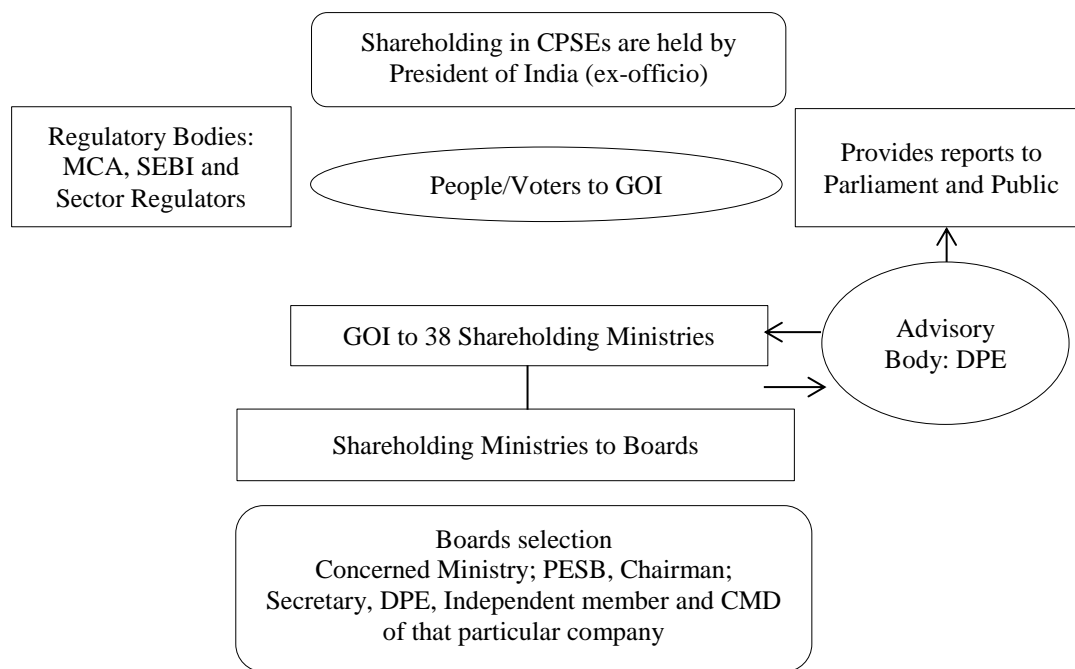 Shareholding in CPSEs are held by
President of India (ex-officio)
Regulatory Bodies:
MCA, SEBI and
Sector Regulators
People/Voters to GOI
Provides reports to
Parliament and Public
GOI to 38 Shareholding Ministries
Advisory
Body: DPE
Shareholding Ministries to Boards
Boards selection
Concerned Ministry; PESB, Chairman;
Secretary, DPE, Independent member and CMD
of that particular company